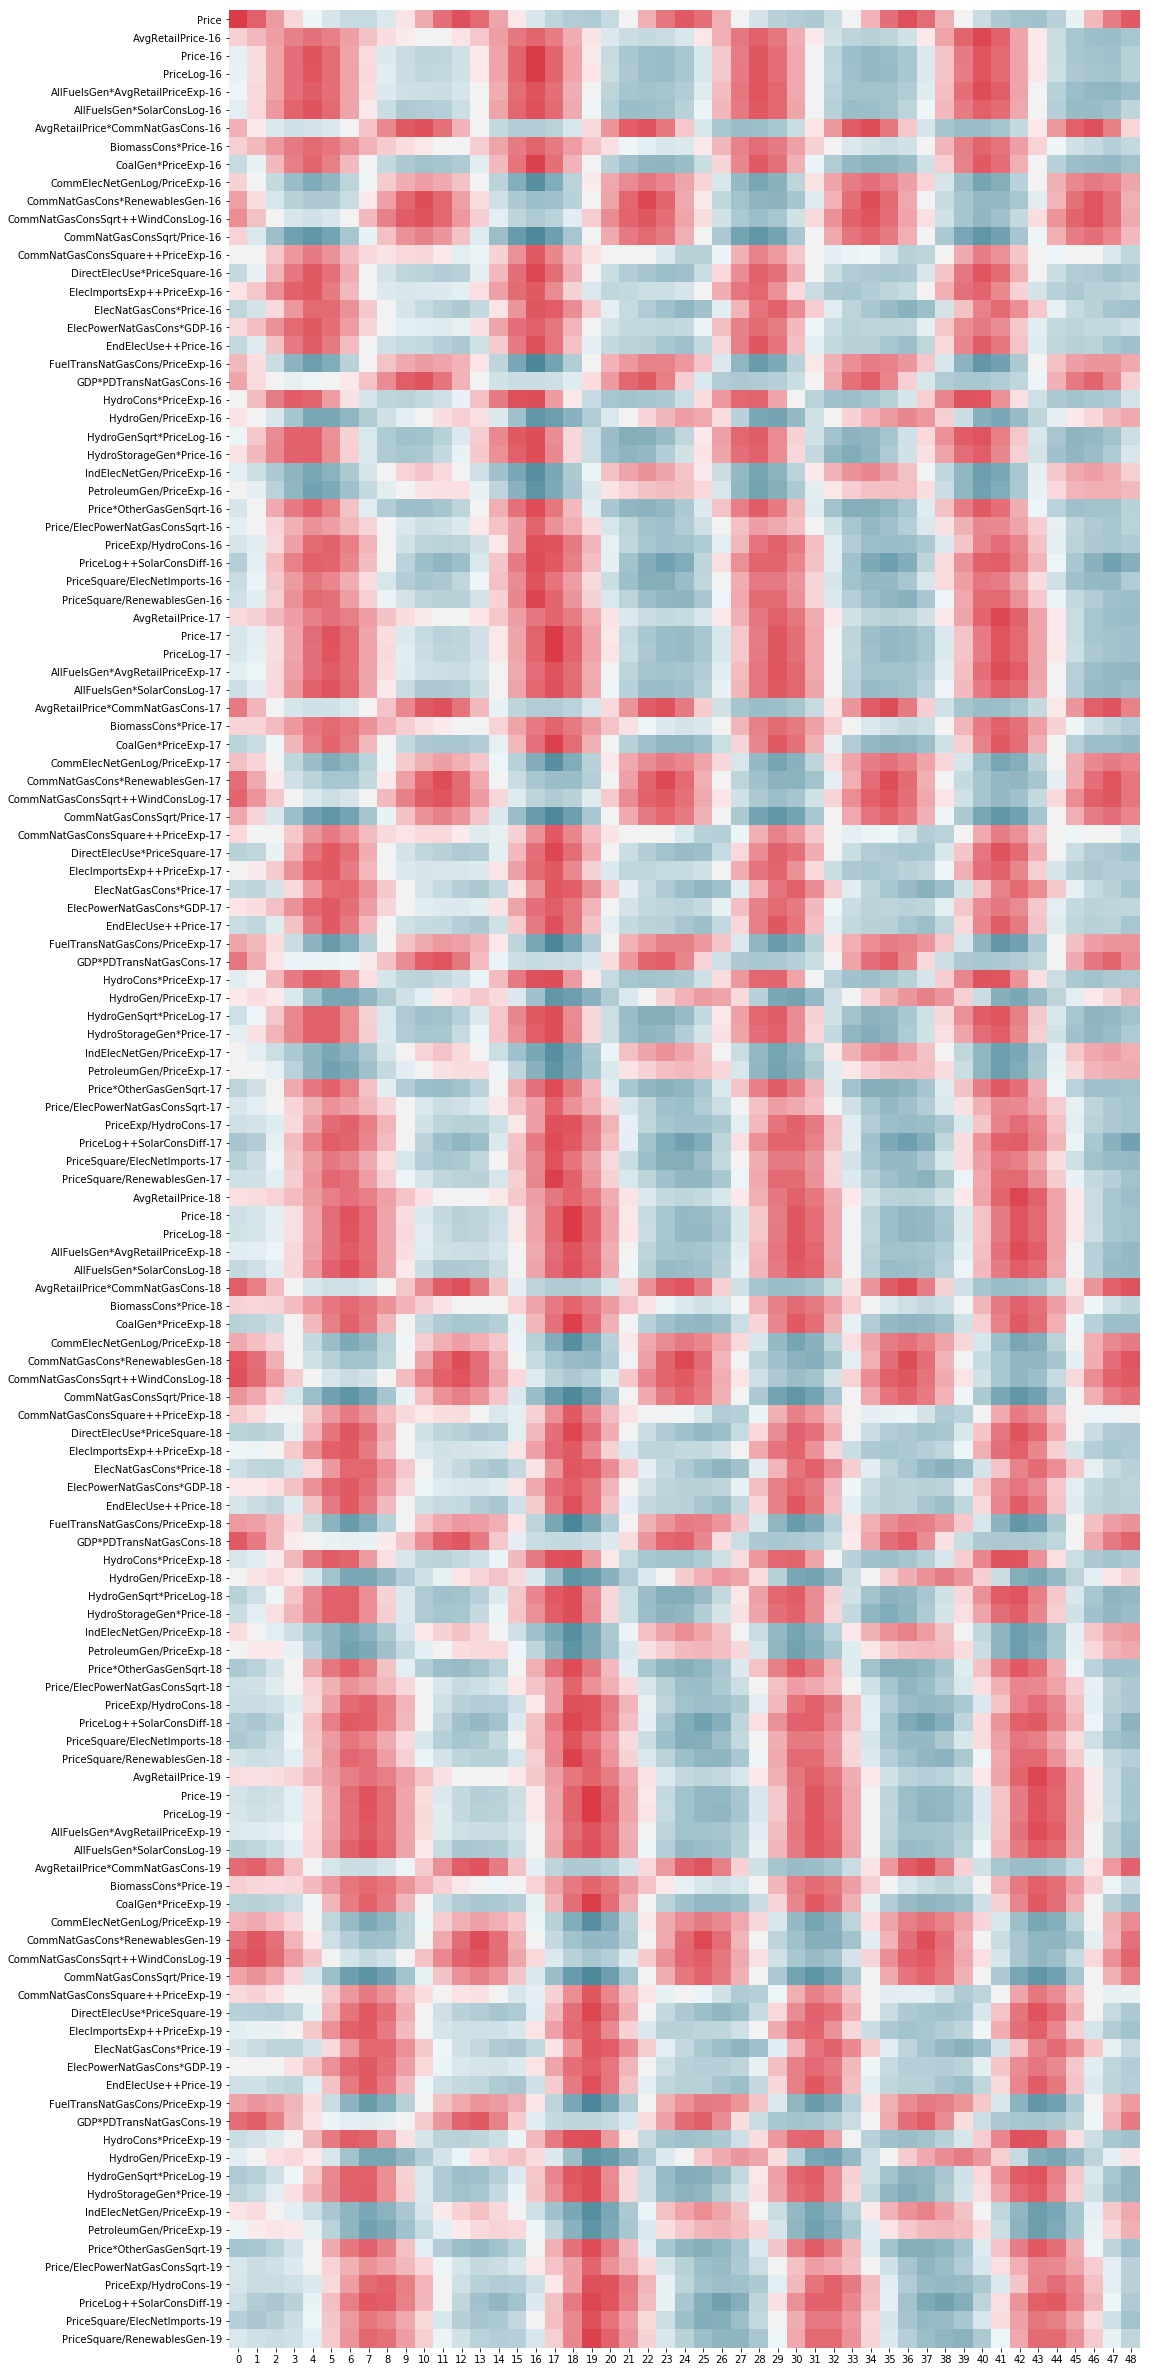 Price
AvgRetailPrice-16
Price-16
PriceLog-16
AllFuelsGen*AvgRetailPriceExp-16
AllFuelsGen*SolarConsLog-16
AvgRetailPrice*CommNatGasCons-16
BiomassCons*Price-16
CoalGen*PriceExp-16
CommElecNetGenLog/PriceExp-16
CommNatGasCons*RenewablesGen-16
CommNatGasConsSqrt++WindConsLog-16
CommNatGasConsSqrt/Price-16
CommNatGasConsSquare++PriceExp-16
DirectElecUse*PriceSquare-16
ElecImportsExp++PriceExp-16
ElecNatGasCons*Price-16
ElecPowerNatGasCons*GDP-16
EndElecUse++Price-16
FuelTransNatGasCons/PriceExp-16
GDP*PDTransNatGasCons-16
HydroCons*PriceExp-16
HydroGen/PriceExp-16
HydroGenSqrt*PriceLog-16
HydroStorageGen*Price-16
IndElecNetGen/PriceExp-16
PetroleumGen/PriceExp-16
Price*OtherGasGenSqrt-16
Price/ElecPowerNatGasConsSqrt-16
PriceExp/HydroCons-16
PriceLog++SolarConsDiff-16
PriceSquare/ElecNetImports-16
PriceSquare/RenewablesGen-16
AvgRetailPrice-17
Price-17
PriceLog-17
AllFuelsGen*AvgRetailPriceExp-17
AllFuelsGen*SolarConsLog-17
AvgRetailPrice*CommNatGasCons-17
BiomassCons*Price-17
CoalGen*PriceExp-17
CommElecNetGenLog/PriceExp-17
CommNatGasCons*RenewablesGen-17
CommNatGasConsSqrt++WindConsLog-17
CommNatGasConsSqrt/Price-17
CommNatGasConsSquare++PriceExp-17
DirectElecUse*PriceSquare-17
ElecImportsExp++PriceExp-17
ElecNatGasCons*Price-17
ElecPowerNatGasCons*GDP-17
EndElecUse++Price-17
FuelTransNatGasCons/PriceExp-17
GDP*PDTransNatGasCons-17
HydroCons*PriceExp-17
HydroGen/PriceExp-17
HydroGenSqrt*PriceLog-17
HydroStorageGen*Price-17
IndElecNetGen/PriceExp-17
PetroleumGen/PriceExp-17
Price*OtherGasGenSqrt-17
Price/ElecPowerNatGasConsSqrt-17
PriceExp/HydroCons-17
PriceLog++SolarConsDiff-17
PriceSquare/ElecNetImports-17
PriceSquare/RenewablesGen-17
AvgRetailPrice-18
Price-18
PriceLog-18
AllFuelsGen*AvgRetailPriceExp-18
AllFuelsGen*SolarConsLog-18
AvgRetailPrice*CommNatGasCons-18
BiomassCons*Price-18
CoalGen*PriceExp-18
CommElecNetGenLog/PriceExp-18
CommNatGasCons*RenewablesGen-18
CommNatGasConsSqrt++WindConsLog-18
CommNatGasConsSqrt/Price-18
CommNatGasConsSquare++PriceExp-18
DirectElecUse*PriceSquare-18
ElecImportsExp++PriceExp-18
ElecNatGasCons*Price-18
ElecPowerNatGasCons*GDP-18
EndElecUse++Price-18
FuelTransNatGasCons/PriceExp-18
GDP*PDTransNatGasCons-18
HydroCons*PriceExp-18
HydroGen/PriceExp-18
HydroGenSqrt*PriceLog-18
HydroStorageGen*Price-18
IndElecNetGen/PriceExp-18
PetroleumGen/PriceExp-18
Price*OtherGasGenSqrt-18
Price/ElecPowerNatGasConsSqrt-18
PriceExp/HydroCons-18
PriceLog++SolarConsDiff-18
PriceSquare/ElecNetImports-18
PriceSquare/RenewablesGen-18
AvgRetailPrice-19
Price-19
PriceLog-19
AllFuelsGen*AvgRetailPriceExp-19
AllFuelsGen*SolarConsLog-19
AvgRetailPrice*CommNatGasCons-19
BiomassCons*Price-19
CoalGen*PriceExp-19
CommElecNetGenLog/PriceExp-19
CommNatGasCons*RenewablesGen-19
CommNatGasConsSqrt++WindConsLog-19
CommNatGasConsSqrt/Price-19
CommNatGasConsSquare++PriceExp-19
DirectElecUse*PriceSquare-19
ElecImportsExp++PriceExp-19
ElecNatGasCons*Price-19
ElecPowerNatGasCons*GDP-19
EndElecUse++Price-19
FuelTransNatGasCons/PriceExp-19
GDP*PDTransNatGasCons-19
HydroCons*PriceExp-19
HydroGen/PriceExp-19
HydroGenSqrt*PriceLog-19
HydroStorageGen*Price-19
IndElecNetGen/PriceExp-19
PetroleumGen/PriceExp-19
Price*OtherGasGenSqrt-19
Price/ElecPowerNatGasConsSqrt-19
PriceExp/HydroCons-19
PriceLog++SolarConsDiff-19
PriceSquare/ElecNetImports-19
PriceSquare/RenewablesGen-19
0 1 2 3 4 5 6 7 8 9 10 11 12 13 14 15 16 17 18 19 20 21 22 23 24 25 26 27 28 29 30 31 32 33 34 35 36 37 38 39 40 41 42 43 44 45 46 47 48